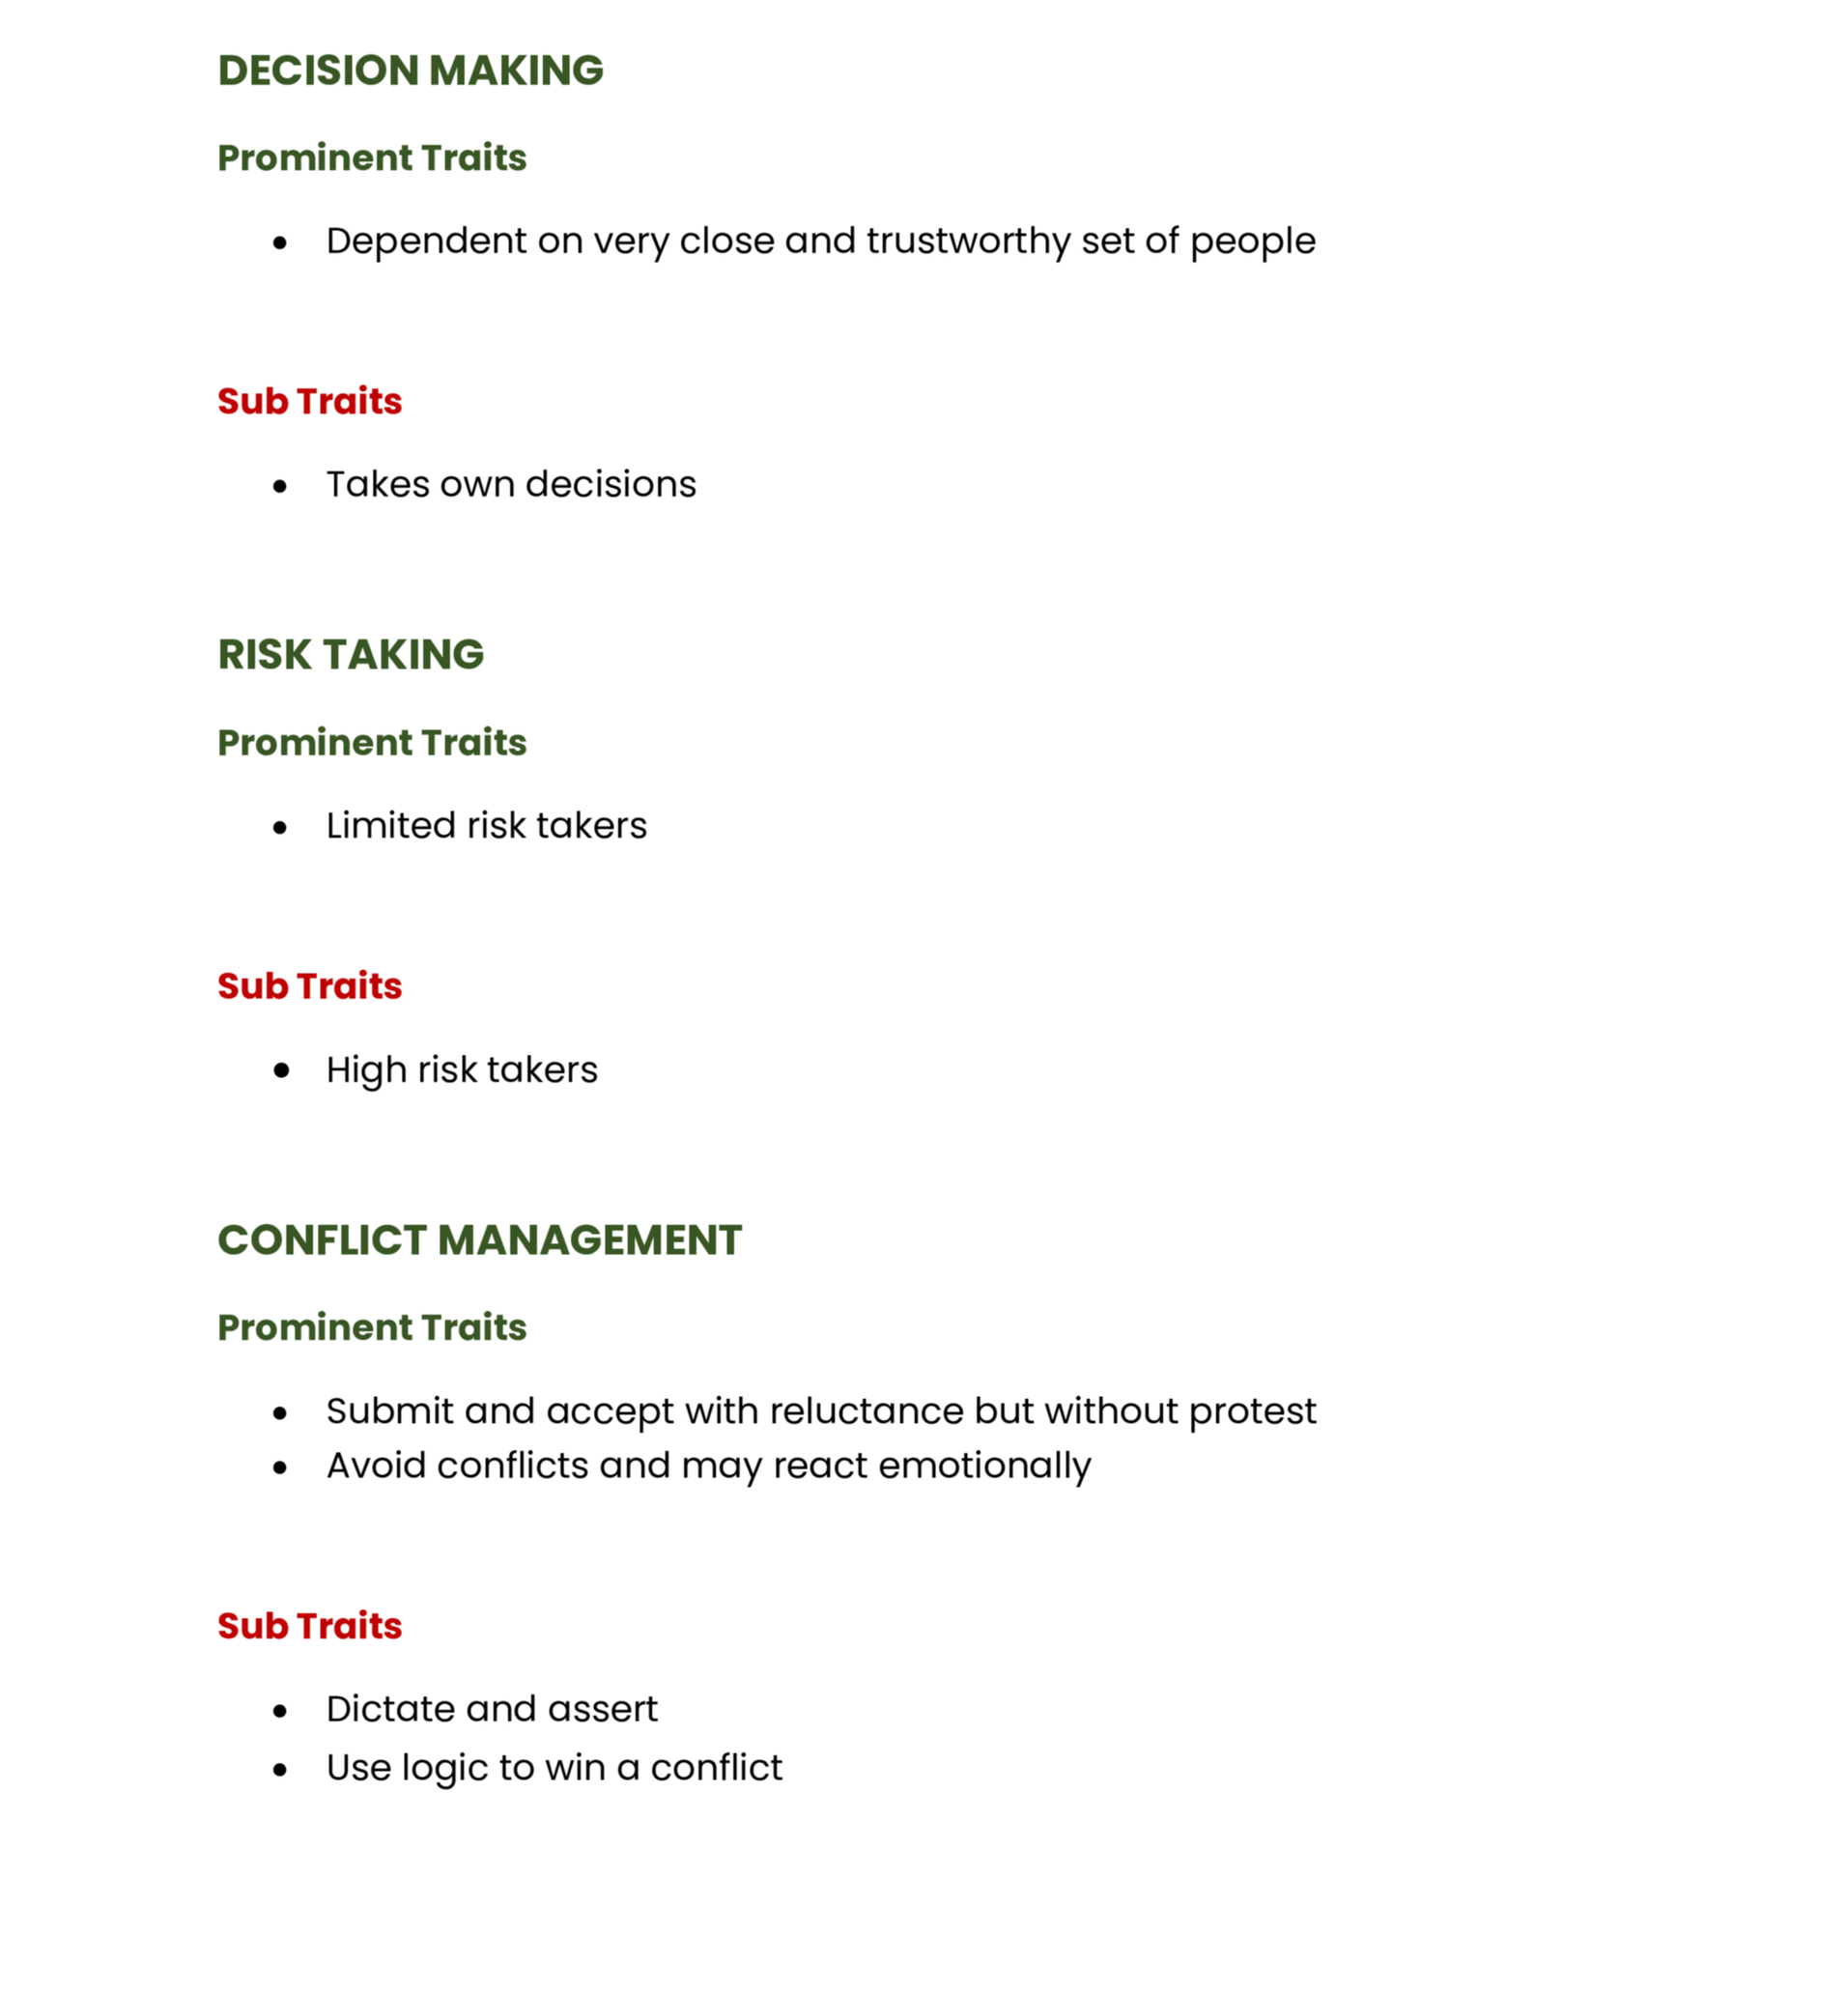 DECISION MAKING
Prominent Traits
● Dependent on very close and trustworthy set of people
Sub Traits
● Takes own decisions
RISK TAKING
Prominent Traits
● Limited risk takers
Sub Traits
● High risk takers
CONFLICT MANAGEMENT
Prominent Traits
● Submit and accept with reluctance but without protest
● Avoid conflicts and may react emotionally
Sub Traits
● Dictate and assert
● Use logic to win a conflict